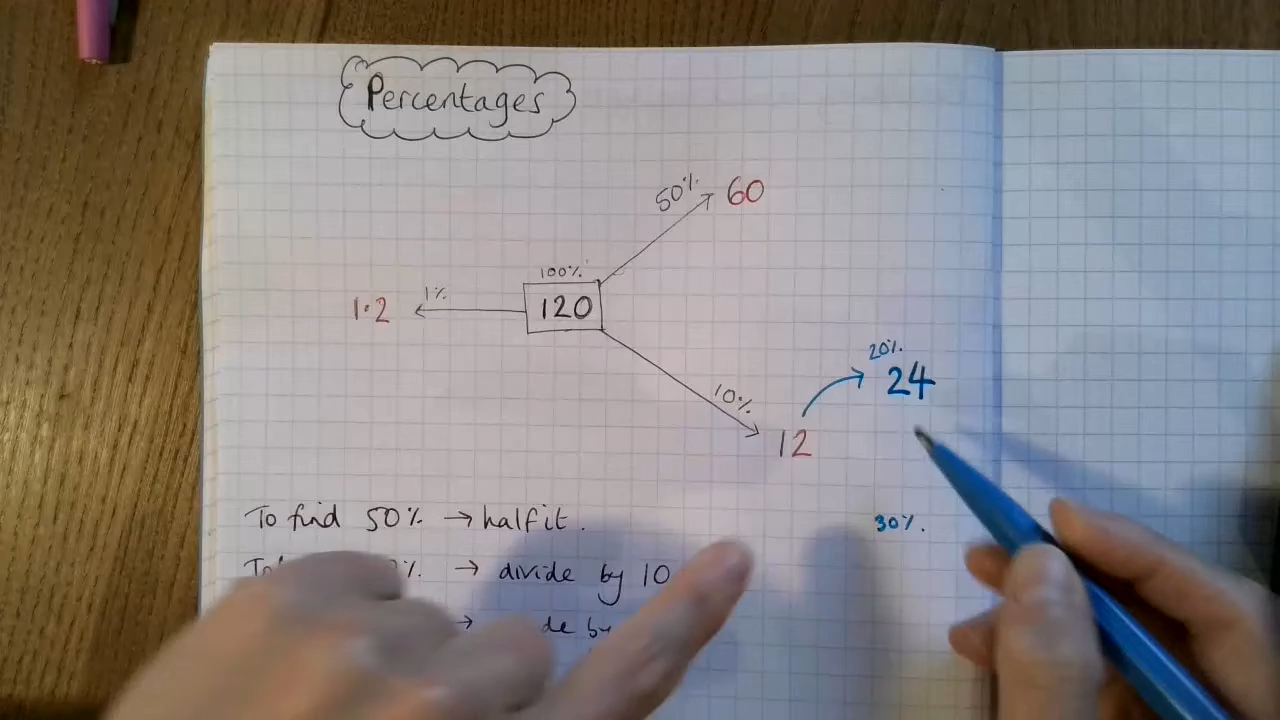 Percentages
50% 60
100%
1.2 1% 120
20%
24
10%
12
To find 50% → half it.
30%.
% → divide by 10
→